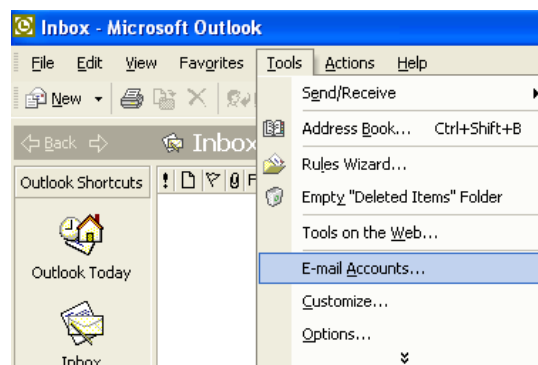 Inbox - Microsoft Outlook
File Edit View Favorites Tools Actions Help
New
Send/Receive
Address Book... Ctrl+Shift+B
Back
Inbox
Rules Wizard...
Outlook Shortcuts
! F
Empty "Deleted Items" Folder
Tools on the Web...
Outlook Today
E-mail Accounts...
Customize...
Options...
Inbox